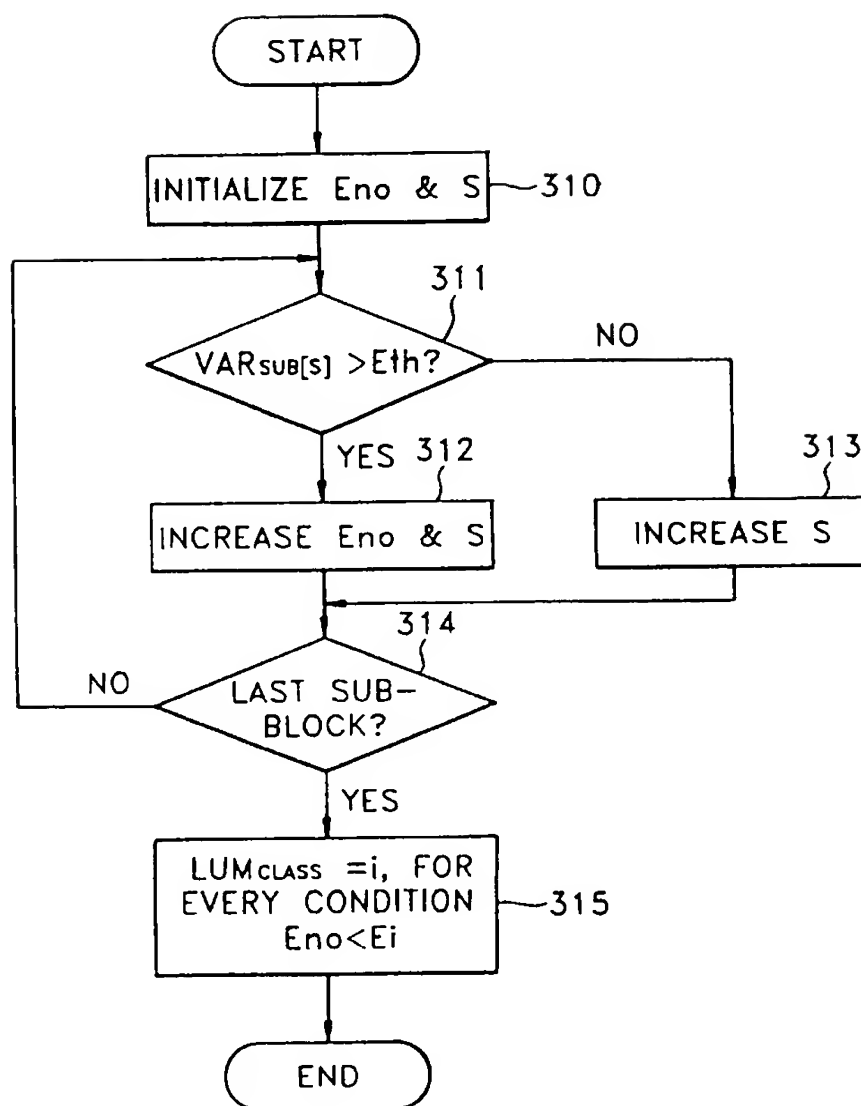 START
INITIALIZE Eno & S
310
311
VARSUB[S] >Eth?
NO
YES
312
313
INCREASE Eno & S
INCREASE S
314
NO
LAST SUB-
BLOCK?
YES
LUMCLASS =i, FOR
EVERY CONDITION
Eno<Ei
315
END